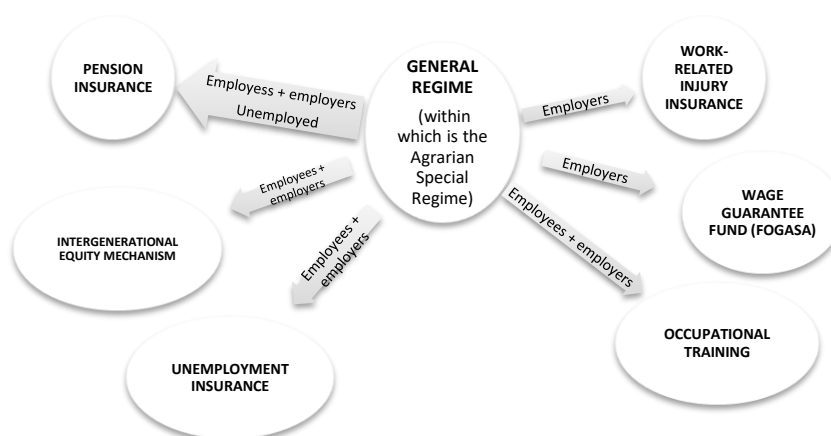 PENSION
INSURANCE
Employess + employers
Unemployed
GENERAL
REGIME
(within
which is the
Agrarian
Special
Regime)
Employers
WORK-
RELATED
INJURY
INSURANCE
Employees +
employers
Employers
INTERGENERATIONAL
EQUITY MECHANISM
WAGE
GUARANTEE
FUND (FOGASA)
Employees +
employers
Employees + employers
UNEMPLOYMENT
INSURANCE
OCCUPATIONAL
TRAINING